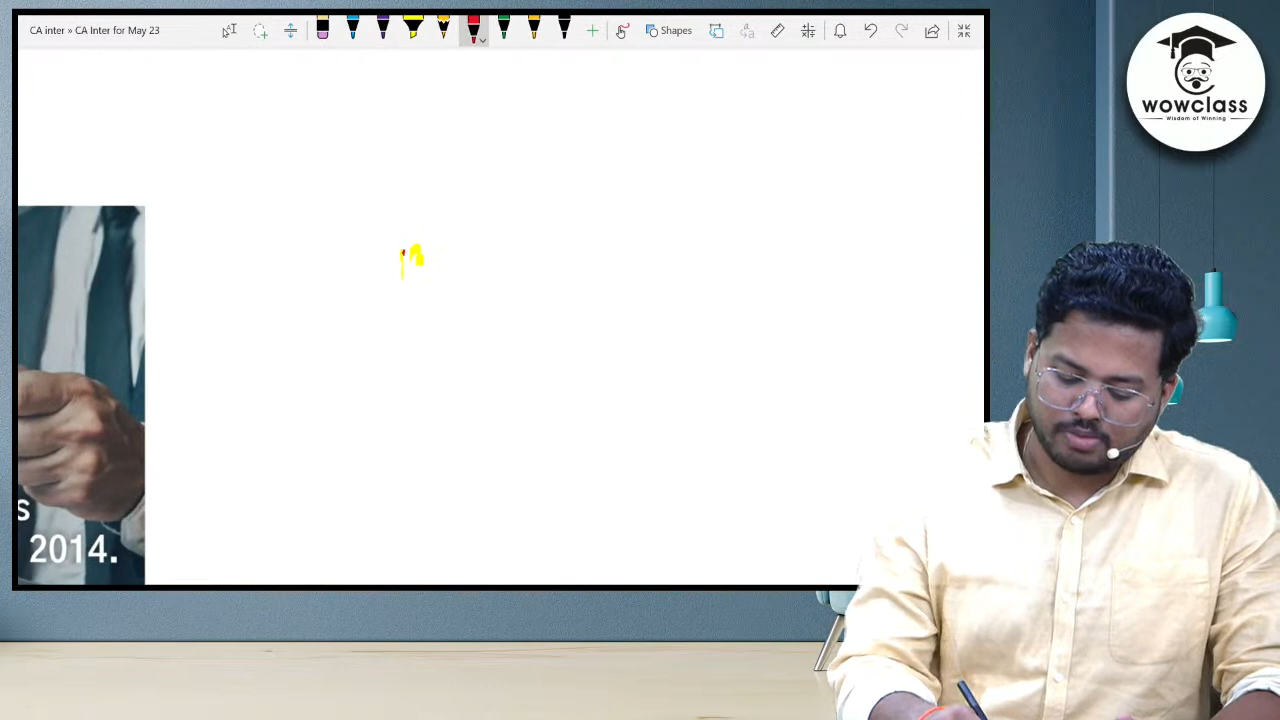 CA inter » CA Inter for May 23
Shapes
wowclass
Wisdom of Winning
s
2014.